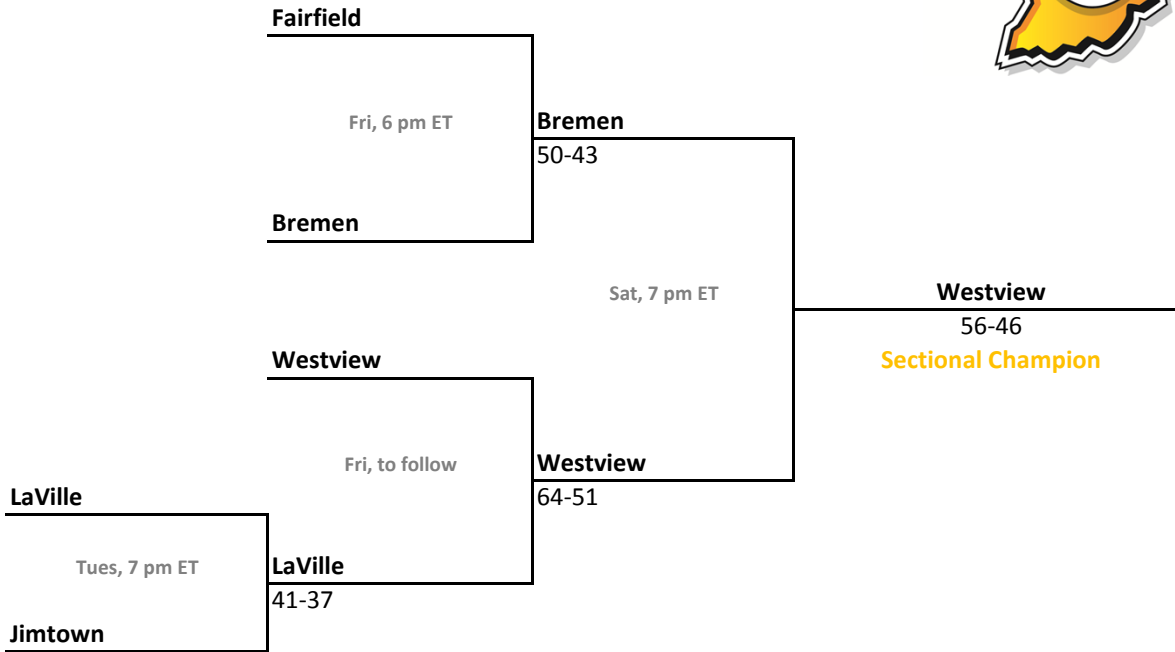 Fairfield
Fri, 6 pm ET
Bremen
50-43
Bremen
Sat, 7 pm ET
Westview
56-46
Sectional Champion
Westview
Fri, to follow
Westview
64-51
LaVille
Tues, 7 pm ET
LaVille
41-37
Jimtown